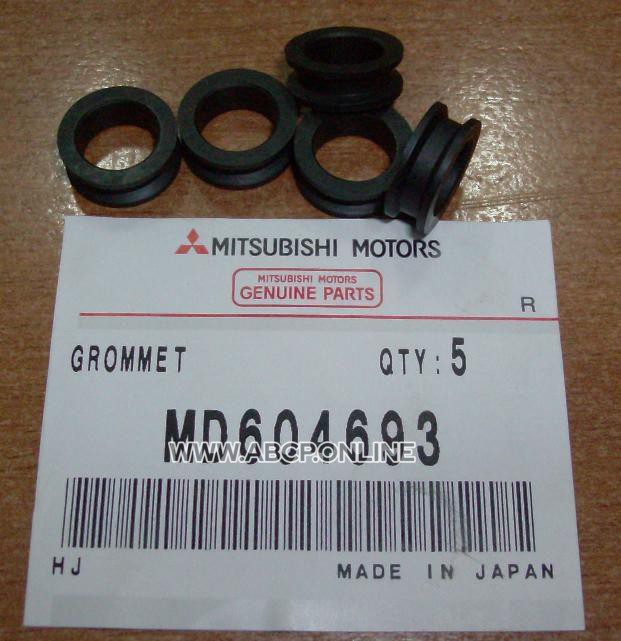 MITSUBISHI MOTORS
MITSUBISHI MOTORS
GENUINE PARTS
R
GROMMET QTY: 5
MD604693
WWW.ABCP.ONLINE
HJ MADE IN JAPAN